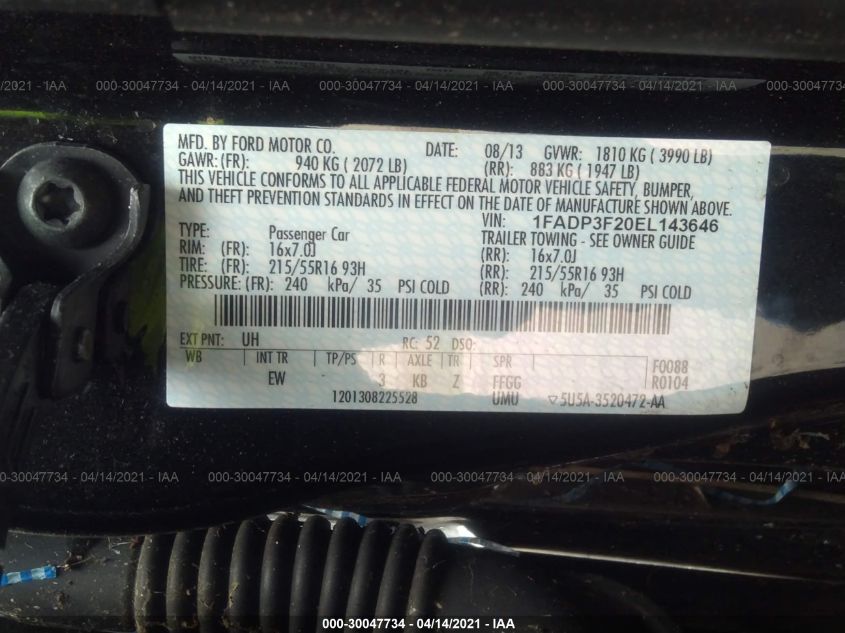 4/2021 - IAA 000-30047734 - 04/14/2021 - IAA 000-30047734 - 04/14/2021 - IAA 000-30047734 - 04/14/2021 -
MFD. BY FORD MOTOR CO. DATE: 08/13 GVWR: 1810 KG ( 3990 LB)
GAWR: (FR): 940 KG ( 2072 LB) (RR): 883 KG ( 1947 LB)
THIS VEHICLE CONFORMS TO ALL APPLICABLE FEDERAL MOTOR VEHICLE SAFETY, BUMPER,
AND THEFT PREVENTION STANDARDS IN EFFECT ON THE DATE OF MANUFACTURE SHOWN ABOVE.
VIN: 1FADP3F20EL143646
TYPE: Passenger Car TRAILER TOWING - SEE OWNER GUIDE
RIM: (FR): 16x7.0J (RR): 16x7.0J
TIRE: (FR): 215/55R16 93H (RR): 215/55R16 93H
PRESSURE: (FR): 240 kPa/ 35 PSI COLD (RR): 240 kPa/ 35 PSI COLD
EXT PNT: UH RC: 52 DSO:
WB INT TR TP/PS R AXLE TR SPR F0088
EW - 3 KB Z FFGG R0104
1201308225528 UMU ▽5U5A-3520472-AA
000-30047734 - 04/14/2021 - IAA 000-30047734 - 04/14/2021 - IAA 000-30047734 - 04/14/2021 - IAA 000-30047734
4/2021 - IAA 000-30047734 - 04/14/2021 - IAA